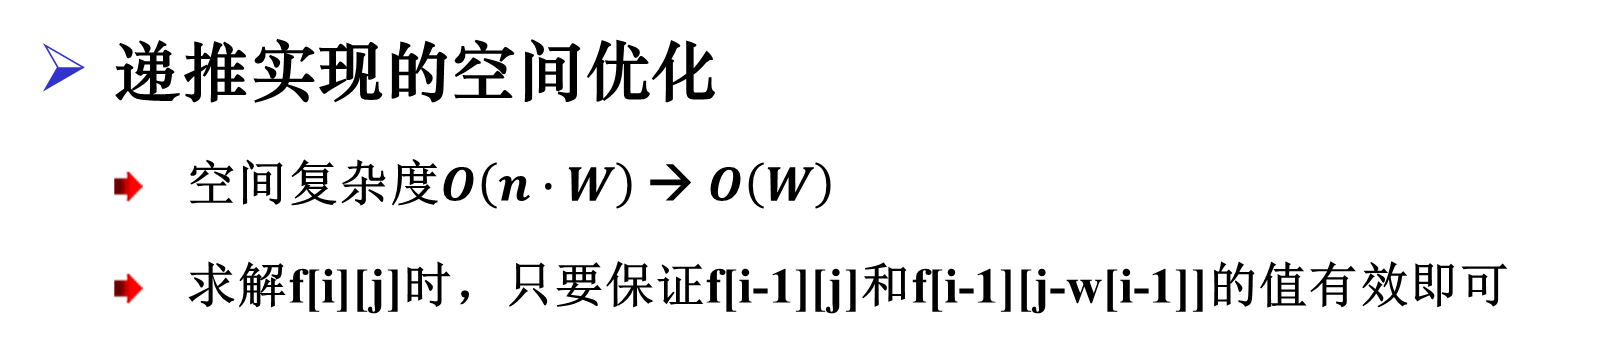 递推实现的空间优化
空间复杂度O(n · W) → O(W)
求解f[i][j]时，只要保证f[i-1][j]和f[i-1][j-w[i-1]]的值有效即可